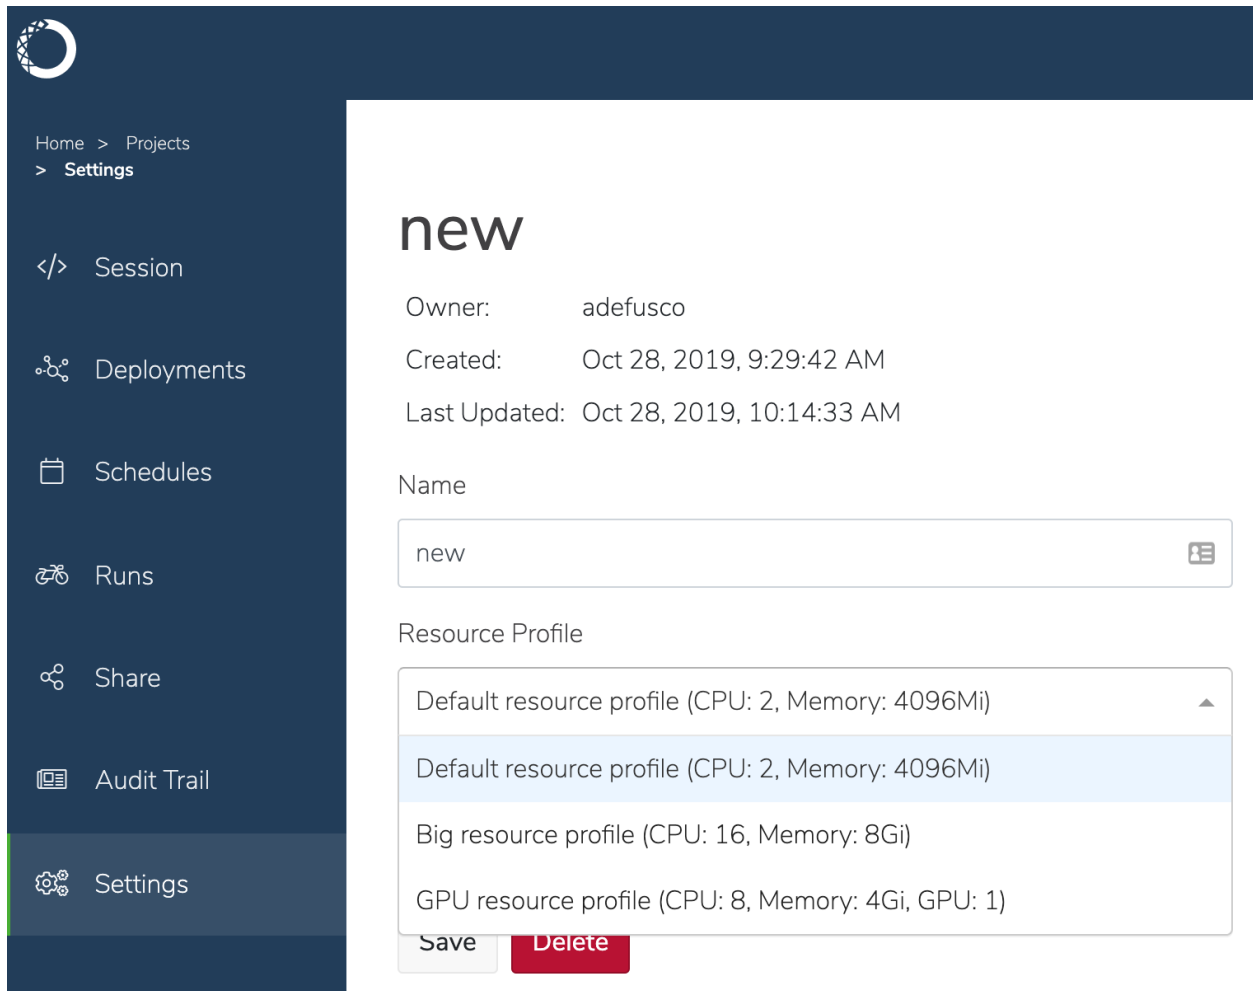 Home > Projects
> Settings
Session
Deployments
Schedules
Runs
Share
Audit Trail
Settings
new
Owner: adefusco
Created: Oct 28, 2019, 9:29:42 AM
Last Updated: Oct 28, 2019, 10:14:33 AM
Name
new
Resource Profile
Default resource profile (CPU: 2, Memory: 4096Mi)
Default resource profile (CPU: 2, Memory: 4096Mi)
Big resource profile (CPU: 16, Memory: 8Gi)
GPU resource profile (CPU: 8, Memory: 4Gi, GPU: 1)
Save Delete